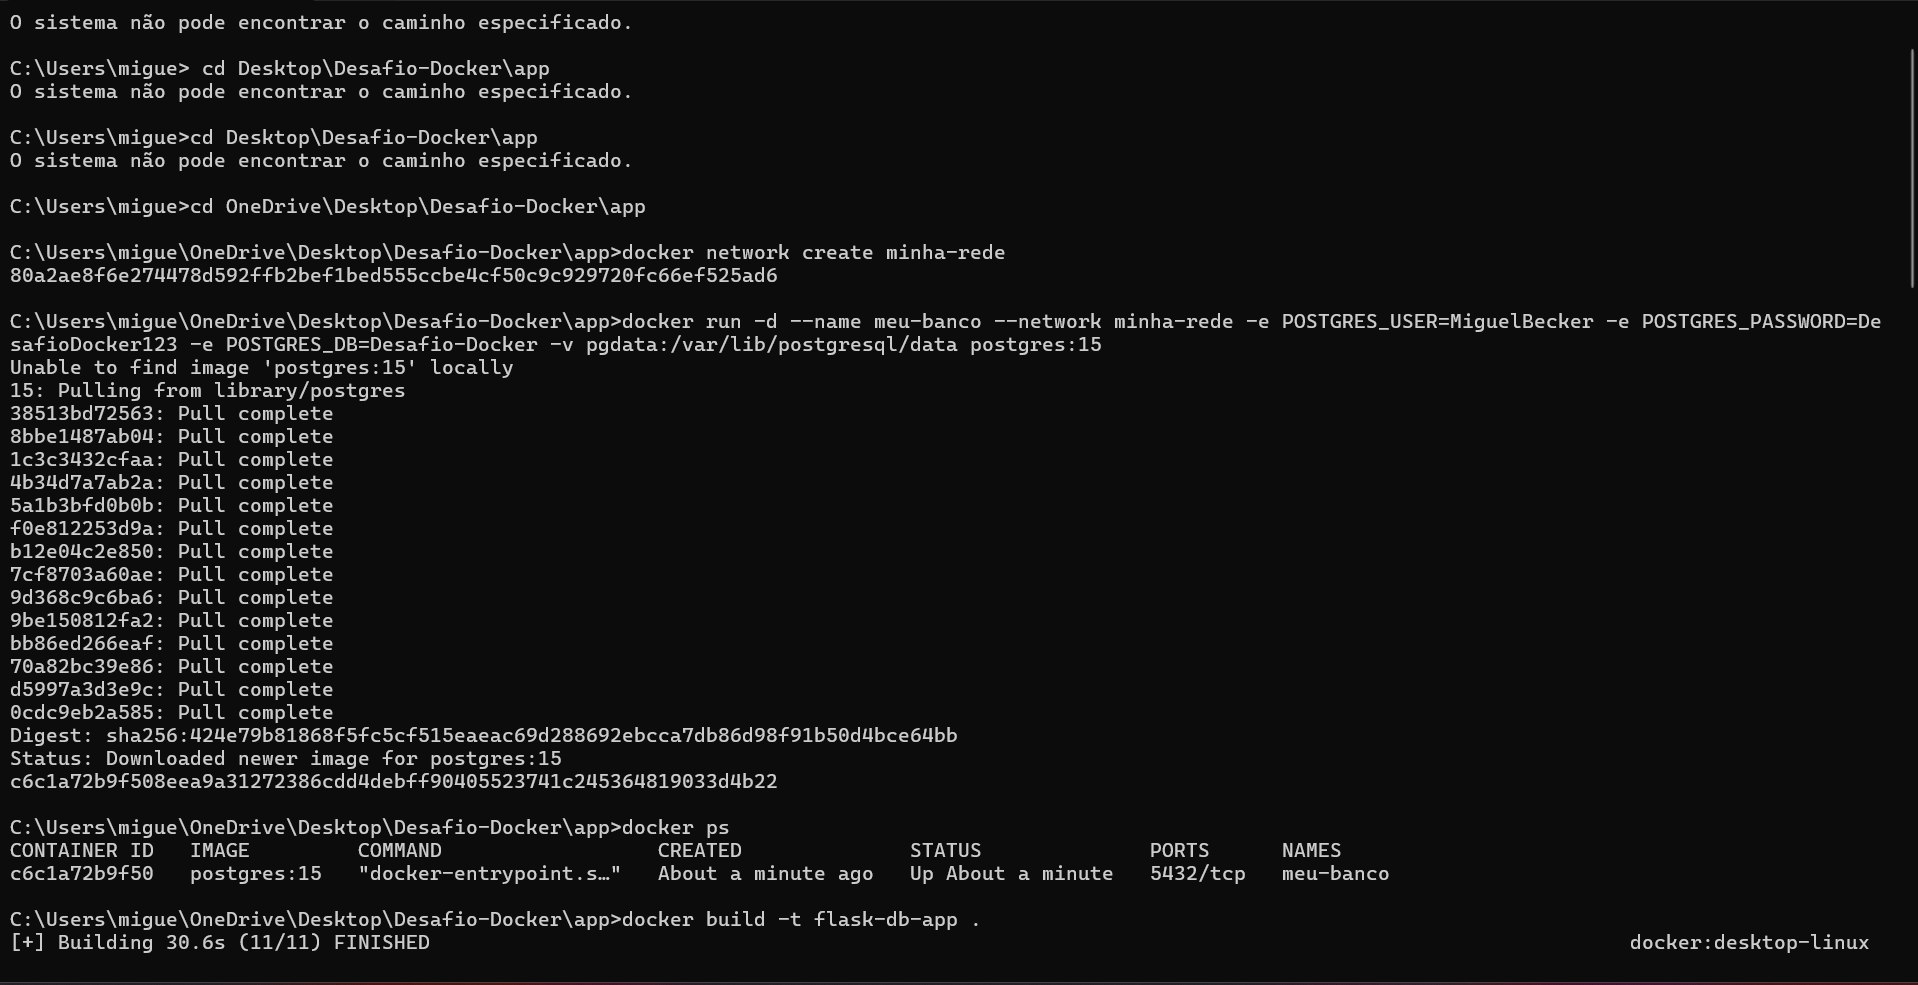 O sistema não pode encontrar o caminho especificado.
C:\Users\migue> cd Desktop\Desafio-Docker\app
O sistema não pode encontrar o caminho especificado.
C:\Users\migue>cd Desktop\Desafio-Docker\app
O sistema não pode encontrar o caminho especificado.
C:\Users\migue>cd OneDrive\Desktop\Desafio-Docker\app
C:\Users\migue\OneDrive\Desktop\Desafio-Docker\app>docker network create minha-rede
80a2ae8f6e274478d592ffb2bef1bed555ccbe4cf50c9c929720fc66ef525ad6
C:\Users\migue\OneDrive\Desktop\Desafio-Docker\app>docker run -d --name meu-banco --network minha-rede -e POSTGRES_USER=MiguelBecker -e POSTGRES_PASSWORD=De
safioDocker123 -e POSTGRES_DB=Desafio-Docker -v pgdata:/var/lib/postgresql/data postgres:15
Unable to find image 'postgres:15' locally
15: Pulling from library/postgres
38513bd72563: Pull complete
8bbe1487ab04: Pull complete
1c3c3432cfaa: Pull complete
4b34d7a7ab2a: Pull complete
5a1b3bfd0b0b: Pull complete
f0e812253d9a: Pull complete
b12e04c2e850: Pull complete
7cf8703a60ae: Pull complete
9d368c9c6ba6: Pull complete
9be150812fa2: Pull complete
bb86ed266eaf: Pull complete
70a82bc39e86: Pull complete
d5997a3d3e9c: Pull complete
0cdc9eb2a585: Pull complete
Digest: sha256:424e79b81868f5fc5cf515eaeac69d288692ebcca7db86d98f91b50d4bce64bb
Status: Downloaded newer image for postgres:15
c6c1a72b9f508eea9a31272386cdd4debff90405523741c245364819033d4b22
C:\Users\migue\OneDrive\Desktop\Desafio-Docker\app>docker ps
CONTAINER ID   IMAGE         COMMAND                  CREATED              STATUS              PORTS      NAMES
c6c1a72b9f50   postgres:15   "docker-entrypoint.s…"   About a minute ago   Up About a minute   5432/tcp   meu-banco
C:\Users\migue\OneDrive\Desktop\Desafio-Docker\app>docker build -t flask-db-app .
[+] Building 30.6s (11/11) FINISHED                                                                  docker:desktop-linux